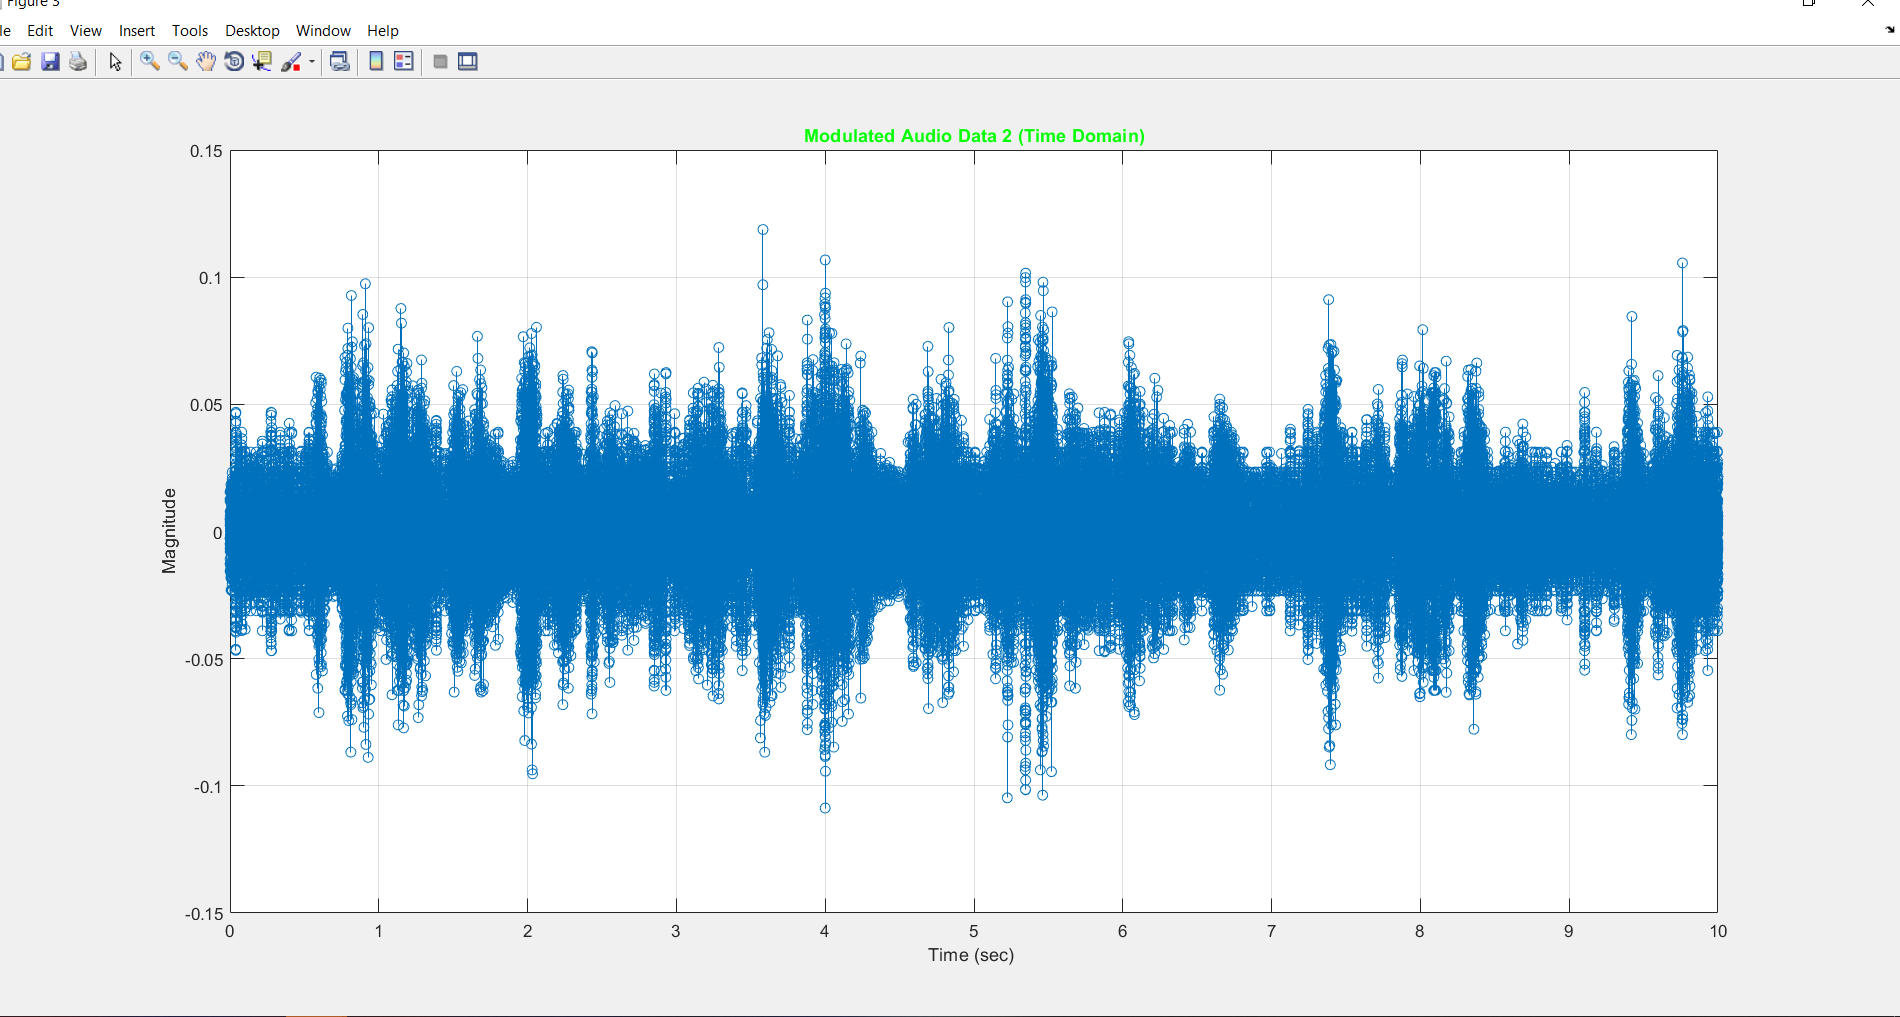 Figure 3
le Edit View Insert Tools Desktop Window Help
Modulated Audio Data 2 (Time Domain)
0.15
0.1
0.05
0
-0.05
-0.1
-0.15
Magnitude
0 1 2 3 4 5 6 7 8 9 10
Time (sec)